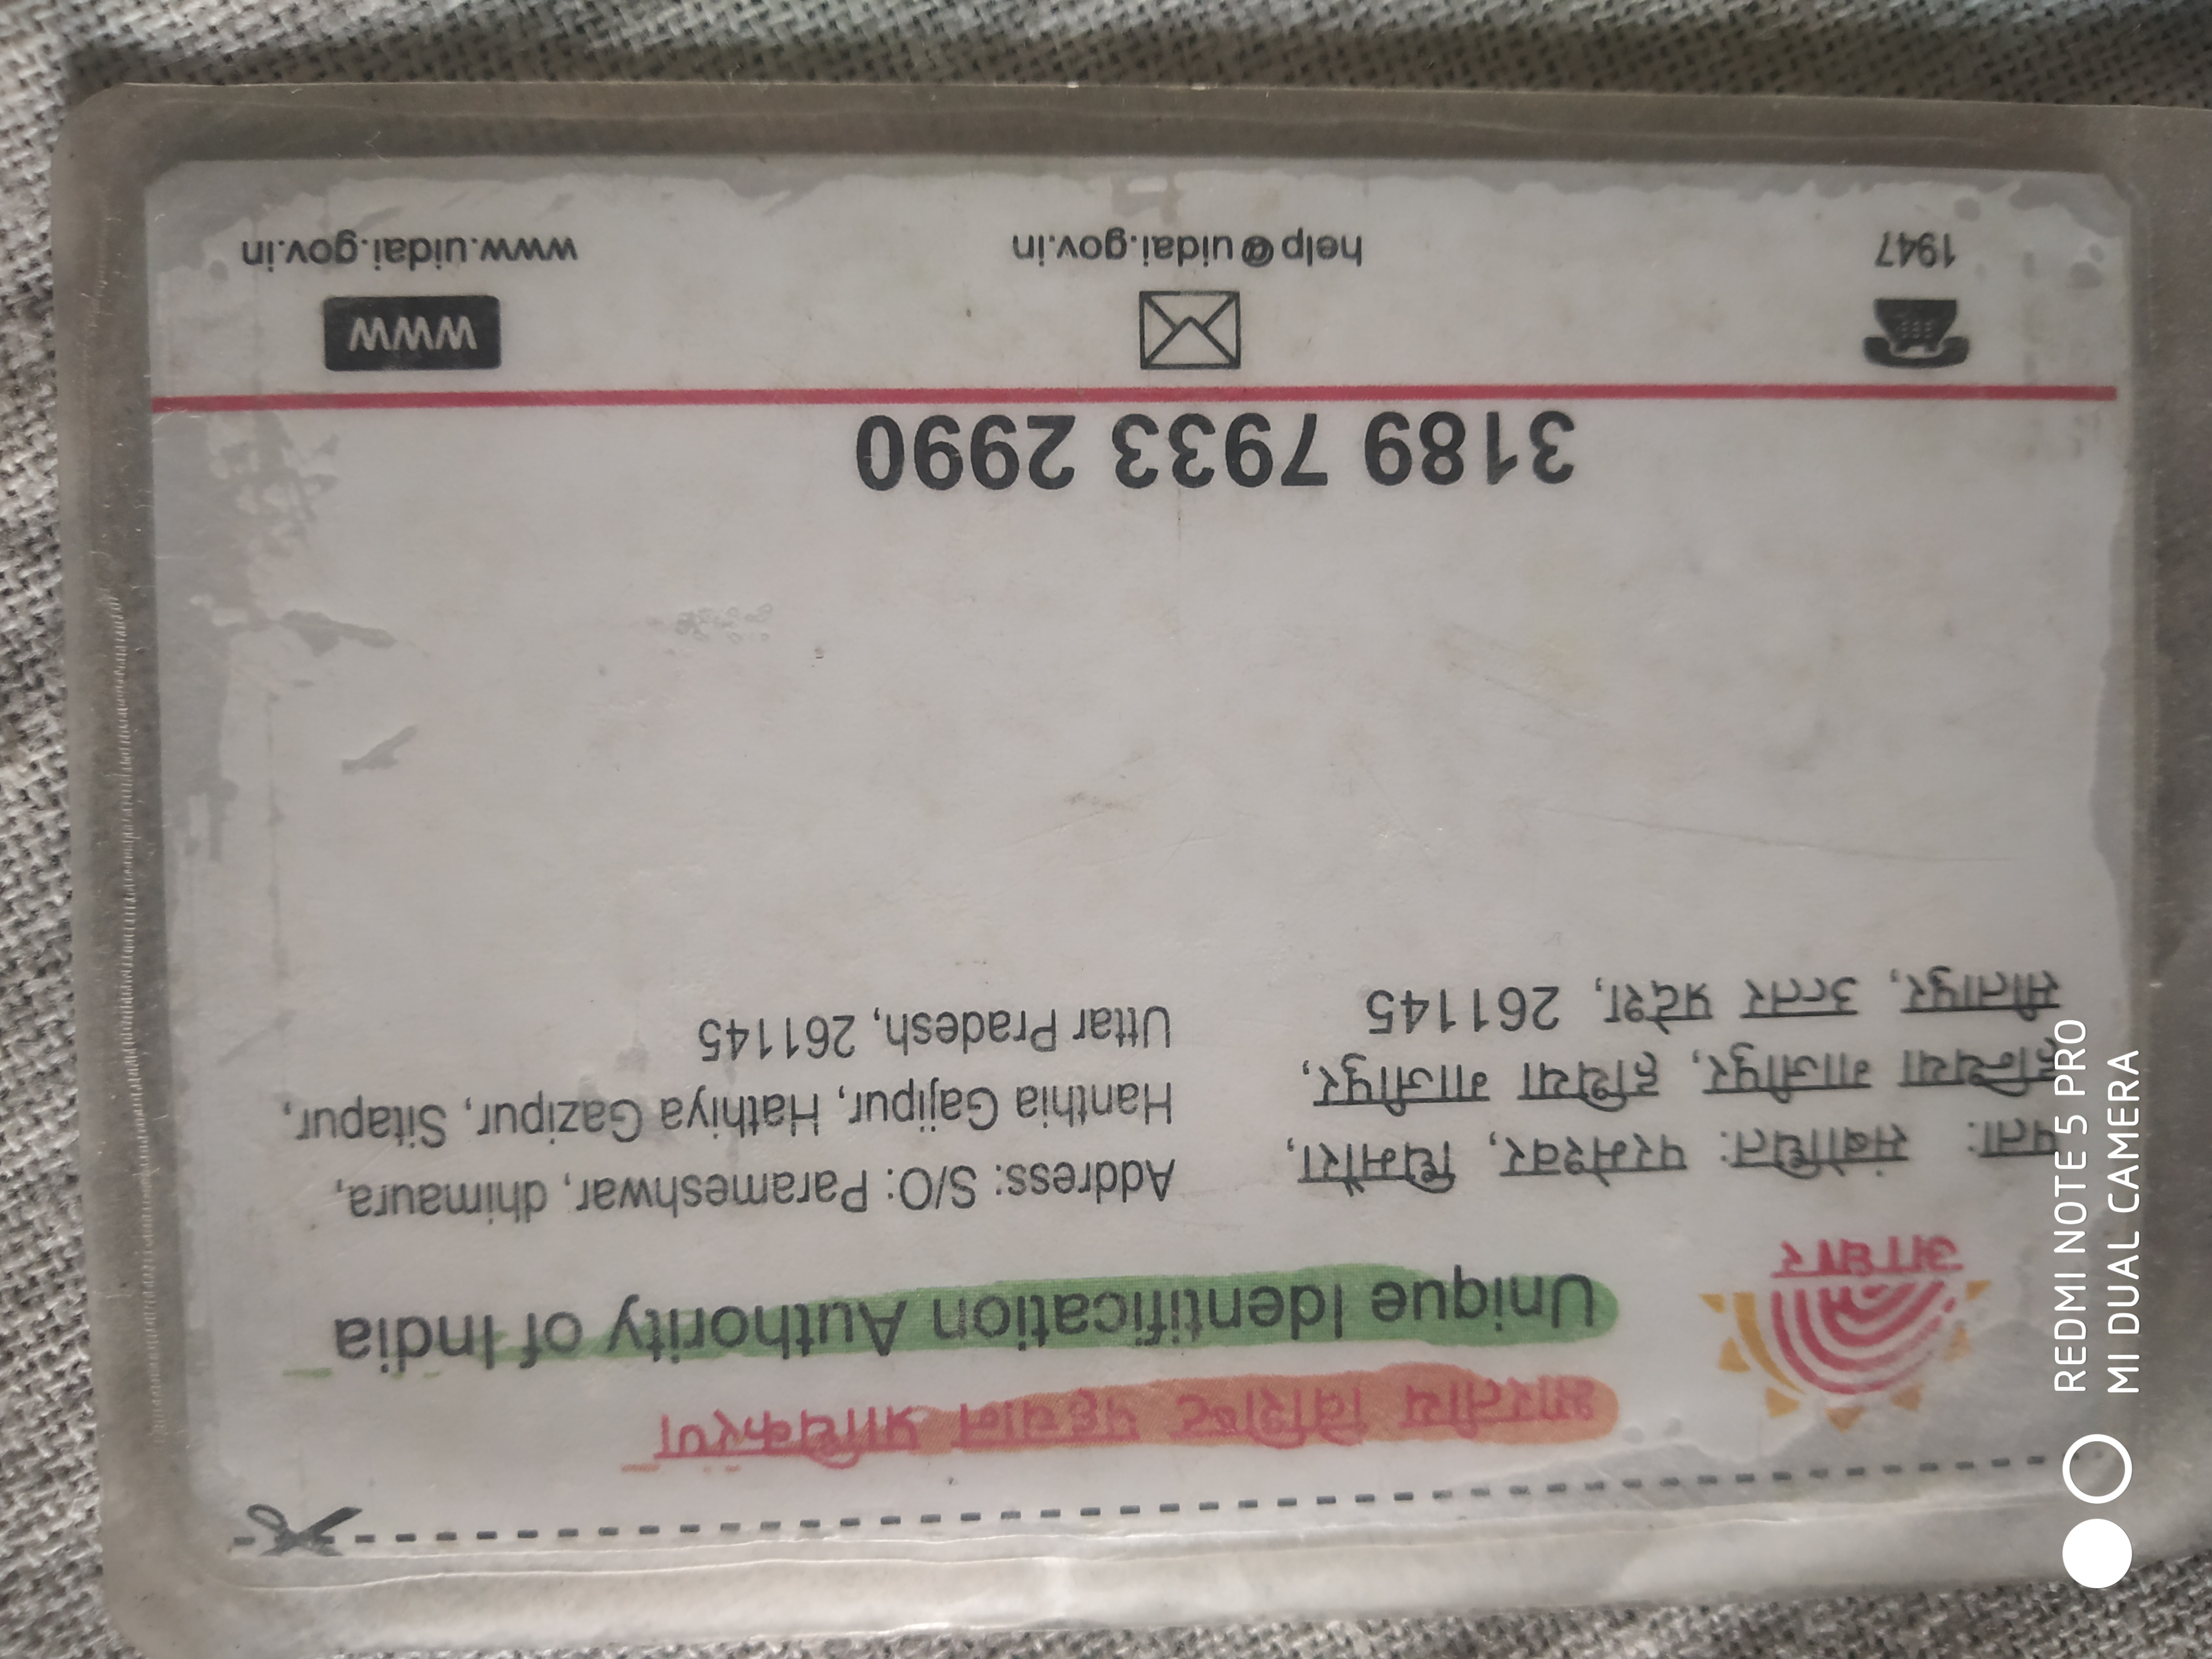 भारतीय विशिष्ट पहचान प्राधिकरण
Unique Identification Authority of India
आधार
पता: संबोधित: परमेश्वर, धिमौरा,
हन्थिया गाजीपुर, हथिया गाजीपुर,
सीतापुर, उत्तर प्रदेश, 261145
Address: S/O: Parameshwar, dhimaura,
Hanthia Gajipur, Hathiya Gazipur, Sitapur,
Uttar Pradesh, 261145
3189 7933 2990
1947
help@uidai.gov.in
WWW
www.uidai.gov.in
REDMI NOTE 5 PRO
MI DUAL CAMERA